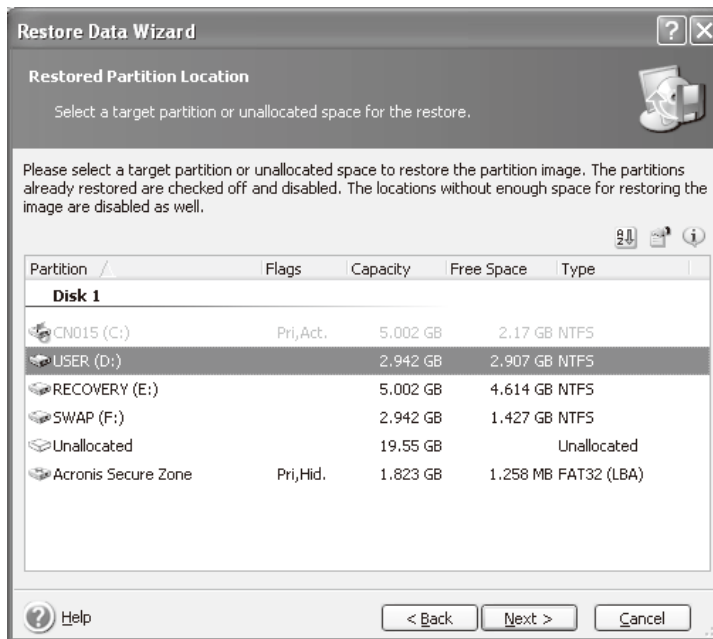 Restore Data Wizard
Restored Partition Location
Select a target partition or unallocated space for the restore.
Please select a target partition or unallocated space to restore the partition image. The partitions
already restored are checked off and disabled. The locations without enough space for restoring the
image are disabled as well.
Partition Flags Capacity Free Space Type
Disk 1
CN015 (C:) Pri,Act. 5.002 GB 2.17 GB NTFS
USER (D:) 2.942 GB 2.907 GB NTFS
RECOVERY (E:) 5.002 GB 4.614 GB NTFS
SWAP (F:) 2.942 GB 1.427 GB NTFS
Unallocated 19.55 GB Unallocated
Acronis Secure Zone Pri,Hid. 1.823 GB 1.258 MB FAT32 (LBA)
Help < Back Next > Cancel